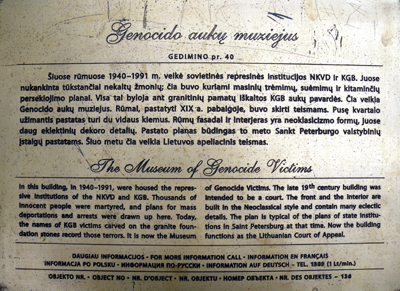 Genocido aukų muziejus
GEDIMINO pr. 40
Šiuose rūmuose 1940–1991 m. veikė sovietinės represinės institucijos NKVD ir KGB. Juose
nukankinta tūkstančiai nekaltų žmonių; čia buvo kuriami masinių trėmimų, suėmimų ir kitaminčių
persekiojimo planai. Visa tai byloja ant granitinių pamatų iškaltos KGB aukų pavardės. Čia veikia
Genocido aukų muziejus. Rūmai, pastatyti XIX a. pabaigoje, buvo skirti teismams. Pusę kvartalo
užimantis pastatas turi du vidaus kiemus. Rūmų fasadai ir interjeras yra neoklasicizmo formų, juose
daug eklektinių dekoro detalių. Pastato planas būdingas to meto Sankt Peterburgo valstybinių
įstaigų pastatams. Šiuo metu čia veikia Lietuvos apeliacinis teismas.
The Museum of Genocide Victims
In this building, in 1940–1991, were housed the repres-
sive institutions of the NKVD and KGB. Thousands of
innocent people were martyred, and plans for mass
deportations and arrests were drawn up here. Today,
the names of KGB victims carved on the granite foun-
dation stones record those terrors. It is now the Museum
of Genocide Victims. The late 19th century building was
intended to be a court. The front and the interior are
built in the Neoclassical style and contain many eclectic
details. The plan is typical of the plans of state institu-
tions in Saint Petersburg at that time. Now the building
functions as the Lithuanian Court of Appeal.
DAUGIAU INFORMACIJOS • FOR MORE INFORMATION CALL • INFORMATION EN FRANÇAIS
INFORMACJA PO POLSKU • ИНФОРМАЦИЯ ПО-РУССКИ • INFORMATION AUF DEUTSCH – TEL. 1588 (1 Lt/min.)
OBJEKTO NR. • OBJECT NO • NR. D'OBJECT • NR. OBIEKTU • НОМЕР ОБЪЕКТА • NR. DES OBJEKTES – 136